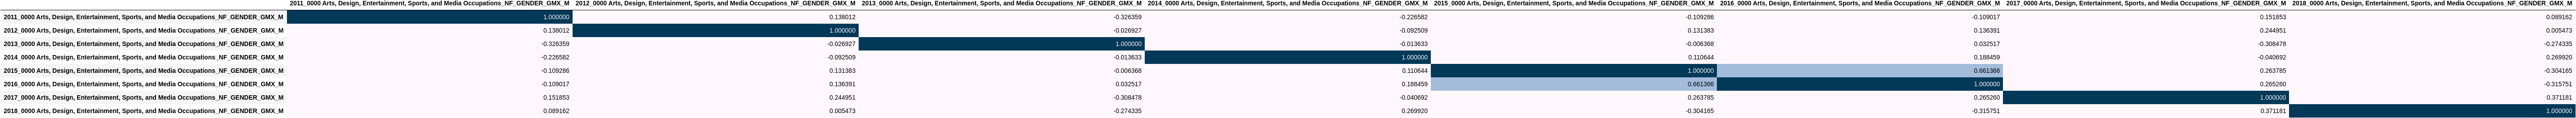 2011_0000 Arts, Design, Entertainment, Sports, and Media Occupations_NF_GENDER_GMX_M 2012_0000 Arts, Design, Entertainment, Sports, and Media Occupations_NF_GENDER_GMX_M 2013_0000 Arts, Design, Entertainment, Sports, and Media Occupations_NF_GENDER_GMX_M 2014_0000 Arts, Design, Entertainment, Sports, and Media Occupations_NF_GENDER_GMX_M 2015_0000 Arts, Design, Entertainment, Sports, and Media Occupations_NF_GENDER_GMX_M 2016_0000 Arts, Design, Entertainment, Sports, and Media Occupations_NF_GENDER_GMX_M 2017_0000 Arts, Design, Entertainment, Sports, and Media Occupations_NF_GENDER_GMX_M 2018_0000 Arts, Design, Entertainment, Sports, and Media Occupations_NF_GENDER_GMX_M
2011_0000 Arts, Design, Entertainment, Sports, and Media Occupations_NF_GENDER_GMX_M 1.000000 0.138012 -0.326359 -0.226582 -0.109286 -0.109017 0.151853 0.089162
2012_0000 Arts, Design, Entertainment, Sports, and Media Occupations_NF_GENDER_GMX_M 0.138012 1.000000 -0.026927 -0.092509 0.131383 0.136391 0.244951 0.005473
2013_0000 Arts, Design, Entertainment, Sports, and Media Occupations_NF_GENDER_GMX_M -0.326359 -0.026927 1.000000 -0.013633 -0.006368 0.032517 -0.308478 -0.274335
2014_0000 Arts, Design, Entertainment, Sports, and Media Occupations_NF_GENDER_GMX_M -0.226582 -0.092509 -0.013633 1.000000 0.110644 0.188459 -0.040692 0.269920
2015_0000 Arts, Design, Entertainment, Sports, and Media Occupations_NF_GENDER_GMX_M -0.109286 0.131383 -0.006368 0.110644 1.000000 0.661366 0.263785 -0.304165
2016_0000 Arts, Design, Entertainment, Sports, and Media Occupations_NF_GENDER_GMX_M -0.109017 0.136391 0.032517 0.188459 0.661366 1.000000 0.265260 -0.315751
2017_0000 Arts, Design, Entertainment, Sports, and Media Occupations_NF_GENDER_GMX_M 0.151853 0.244951 -0.308478 -0.040692 0.263785 0.265260 1.000000 0.371181
2018_0000 Arts, Design, Entertainment, Sports, and Media Occupations_NF_GENDER_GMX_M 0.089162 0.005473 -0.274335 0.269920 -0.304165 -0.315751 0.371181 1.000000